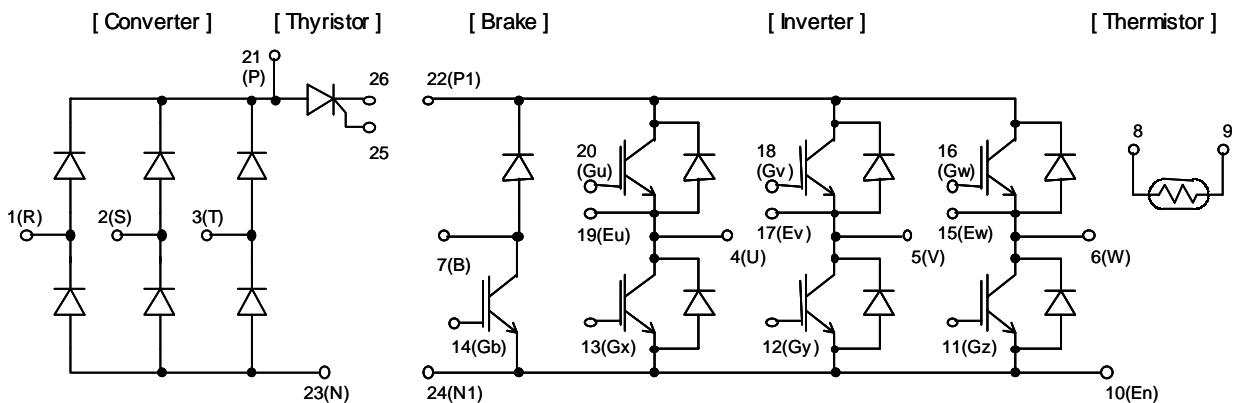 [ Converter ] [ Thyristor ] [ Brake ] [ Inverter ] [ Thermistor ]
21
(P)
26
22(P1)
25
8 9
20
(Gu)
18
(Gv)
16
(Gw)
1(R) 2(S) 3(T)
19(Eu) 17(Ev) 15(Ew)
7(B) 4(U) 5(V) 6(W)
14(Gb) 13(Gx) 12(Gy) 11(Gz)
23(N) 24(N1) 10(En)